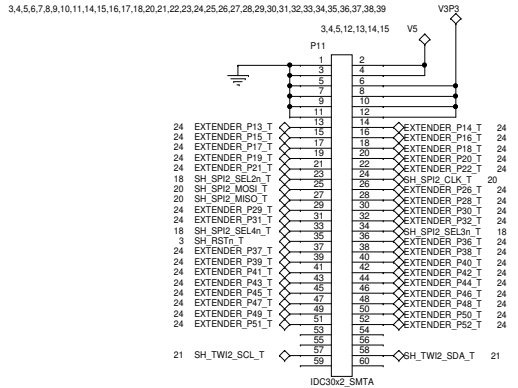 3,4,5,6,7,8,9,10,11,14,15,16,17,18,20,21,22,23,24,25,26,27,28,29,30,31,32,33,34,35,36,37,38,39 V3P3
3,4,5,12,13,14,15 V5
P11
1 2
3 4
5 6
7 8
9 10
11 12
24 EXTENDER_P13_T 13 14 EXTENDER_P14_T 24
24 EXTENDER_P15_T 15 16 EXTENDER_P16_T 24
24 EXTENDER_P17_T 17 18 EXTENDER_P18_T 24
24 EXTENDER_P19_T 19 20 EXTENDER_P20_T 24
24 EXTENDER_P21_T 21 22 EXTENDER_P22_T 24
18 SH_SPI2_SEL2n_T 23 24 SH_SPI2_CLK_T 20
20 SH_SPI2_MOSI_T 25 26 EXTENDER_P26_T 24
20 SH_SPI2_MISO_T 27 28 EXTENDER_P28_T 24
24 EXTENDER_P29_T 29 30 EXTENDER_P30_T 24
24 EXTENDER_P31_T 31 32 EXTENDER_P32_T 24
18 SH_SPI2_SEL4n_T 33 34 SH_SPI2_SEL3n_T 18
3 SH_RSTn_T 35 36 EXTENDER_P36_T 24
24 EXTENDER_P37_T 37 38 EXTENDER_P38_T 24
24 EXTENDER_P39_T 39 40 EXTENDER_P40_T 24
24 EXTENDER_P41_T 41 42 EXTENDER_P42_T 24
24 EXTENDER_P43_T 43 44 EXTENDER_P44_T 24
24 EXTENDER_P45_T 45 46 EXTENDER_P46_T 24
24 EXTENDER_P47_T 47 48 EXTENDER_P48_T 24
24 EXTENDER_P49_T 49 50 EXTENDER_P50_T 24
24 EXTENDER_P51_T 51 52 EXTENDER_P52_T 24
53 54
55 56
21 SH_TWI2_SCL_T 57 58 SH_TWI2_SDA_T 21
59 60
IDC30x2_SMTA